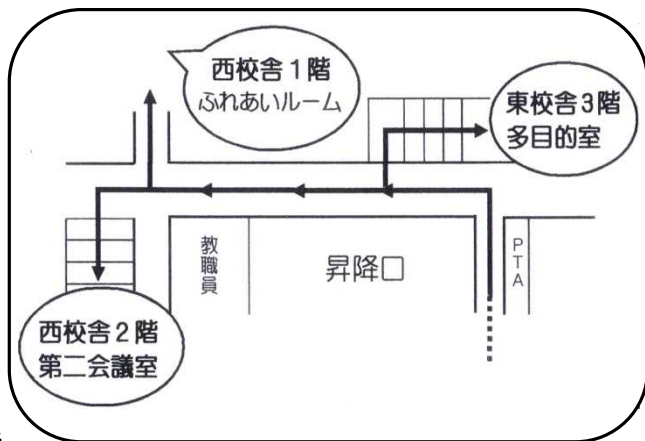 西校舎1階
ふれあいルーム
東校舎3階
多目的室
教職員
昇降口
PTA
西校舎2階
第二会議室